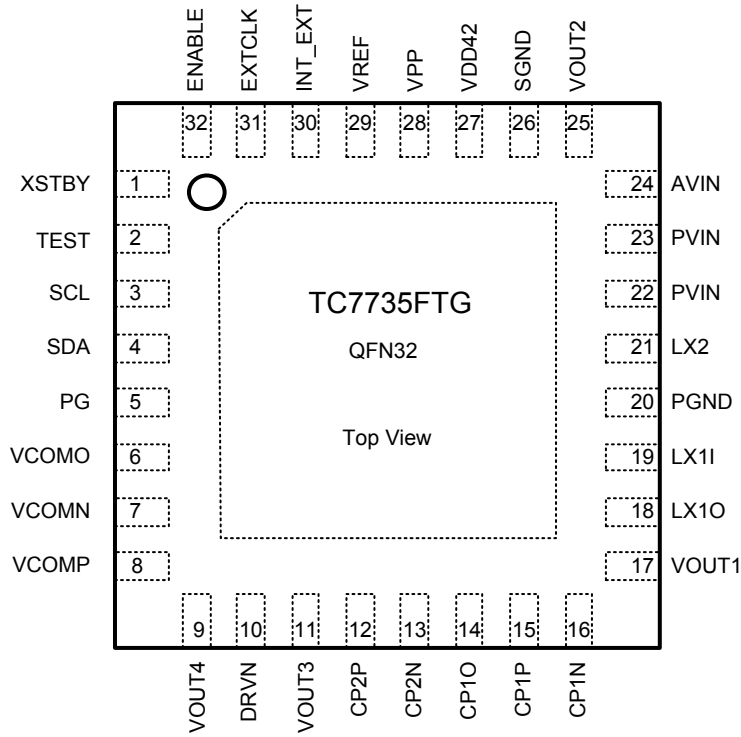 ENABLE EXTCLK INT_EXT VREF VPP VDD42 SGND VOUT2
32 31 30 29 28 27 26 25
XSTBY 1 24 AVIN
TEST 2 23 PVIN
SCL 3 22 PVIN
SDA 4 21 LX2
PG 5 20 PGND
VCOMO 6 19 LX1I
VCOMN 7 18 LX1O
VCOMP 8 17 VOUT1
TC7735FTG
QFN32
Top View
9 10 11 12 13 14 15 16
VOUT4 DRVN VOUT3 CP2P CP2N CP1O CP1P CP1N